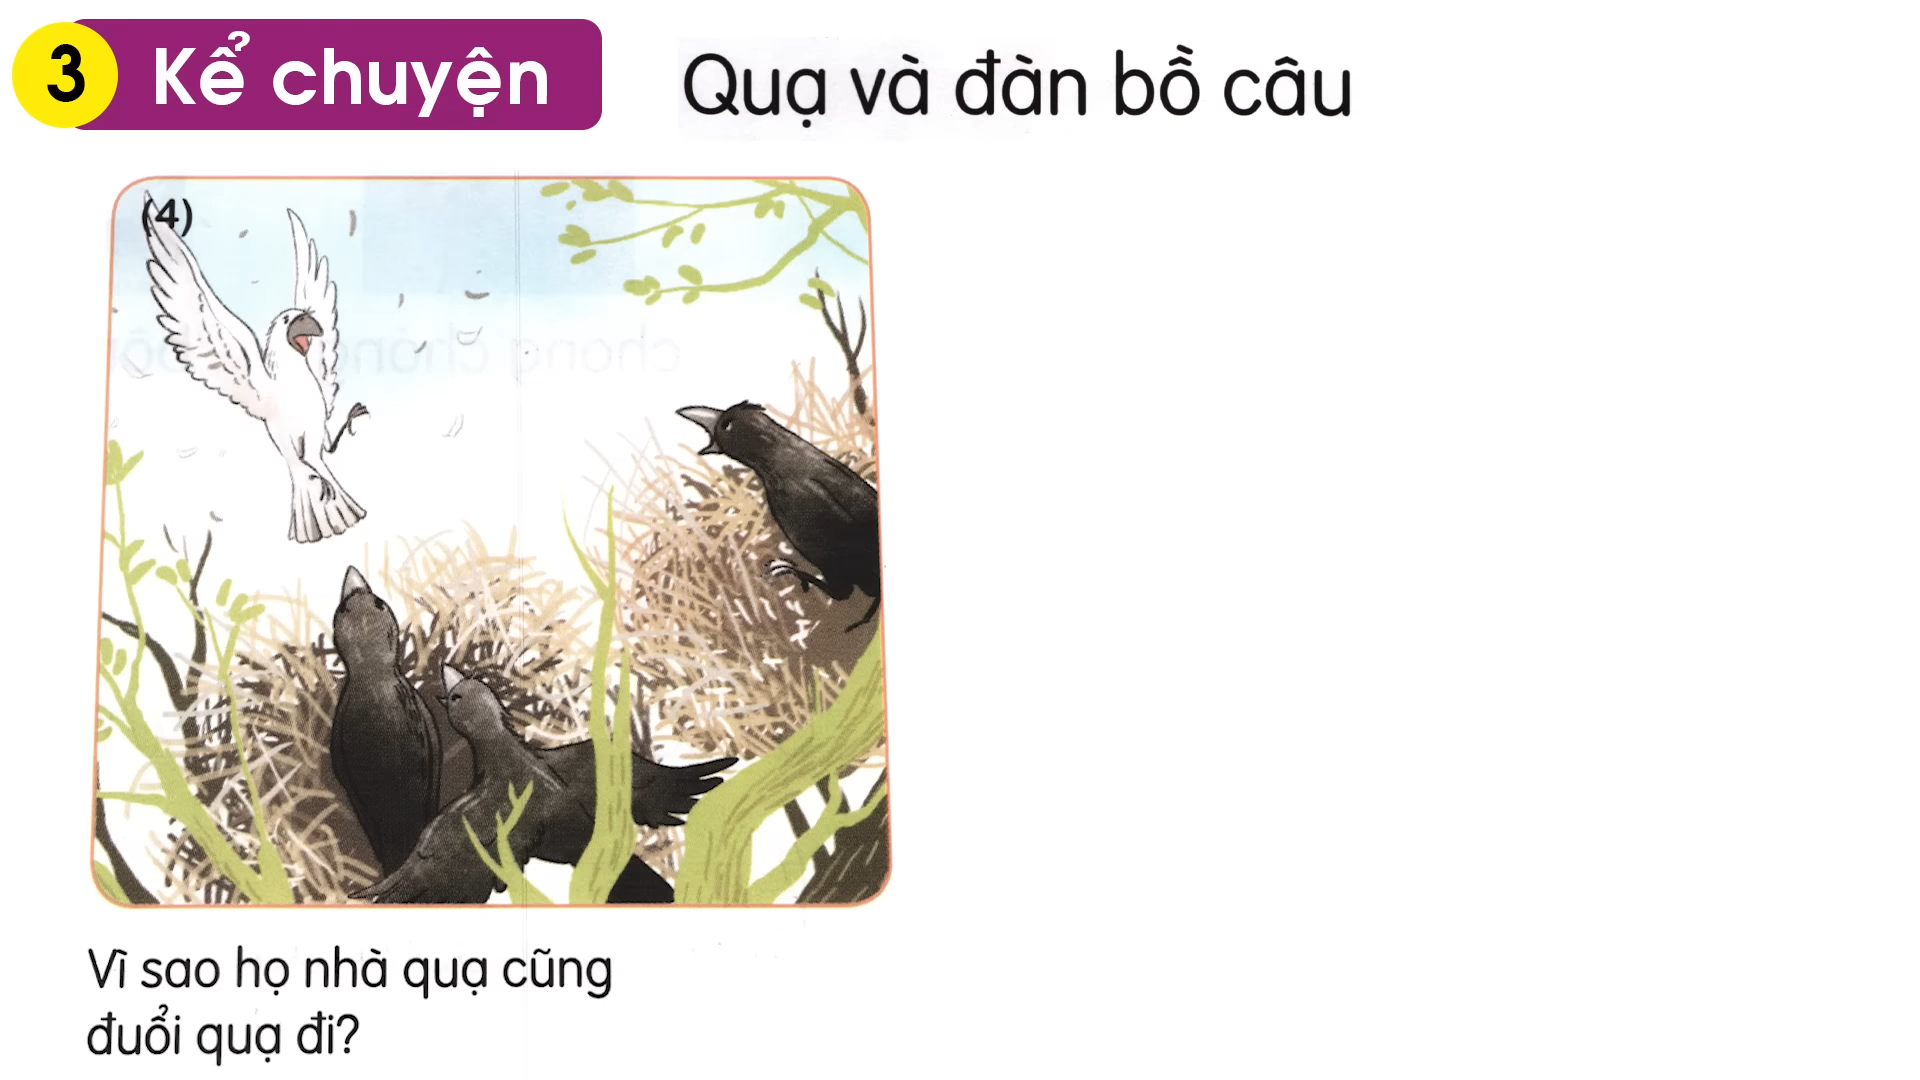 3 Kể chuyện
Quạ và đàn bồ câu
(4)
Vì sao họ nhà quạ cũng
đuổi quạ đi?